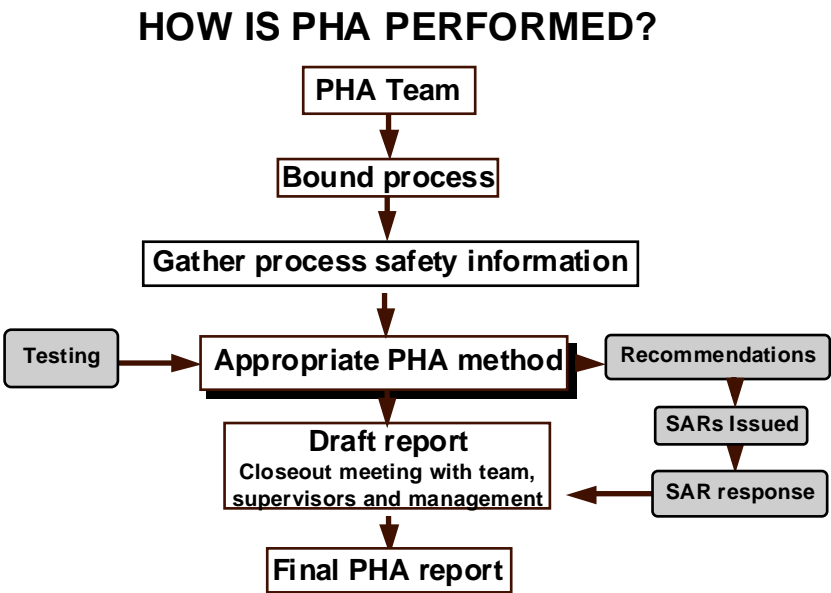 HOW IS PHA PERFORMED?
PHA Team
Bound process
Gather process safety information
Testing
Appropriate PHA method
Recommendations
SARs Issued
Draft report
Closeout meeting with team,
supervisors and management
SAR response
Final PHA report